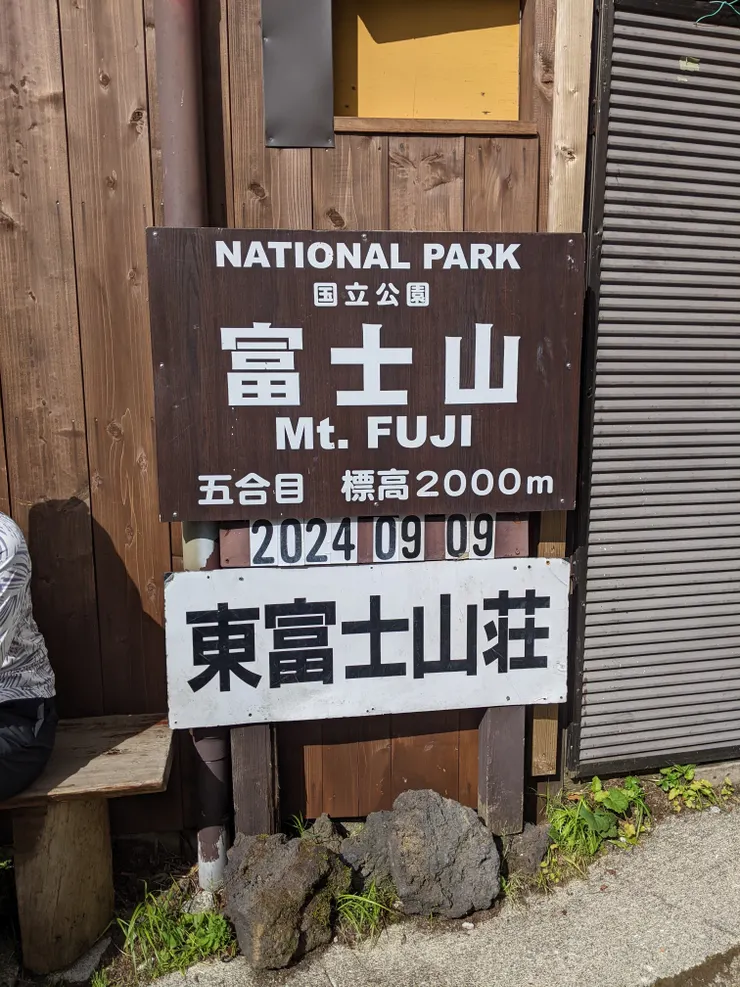 NATIONAL PARK
国立公園
富士山
Mt. FUJI
五合目 標高2000m
2024 09 09
東富士山荘